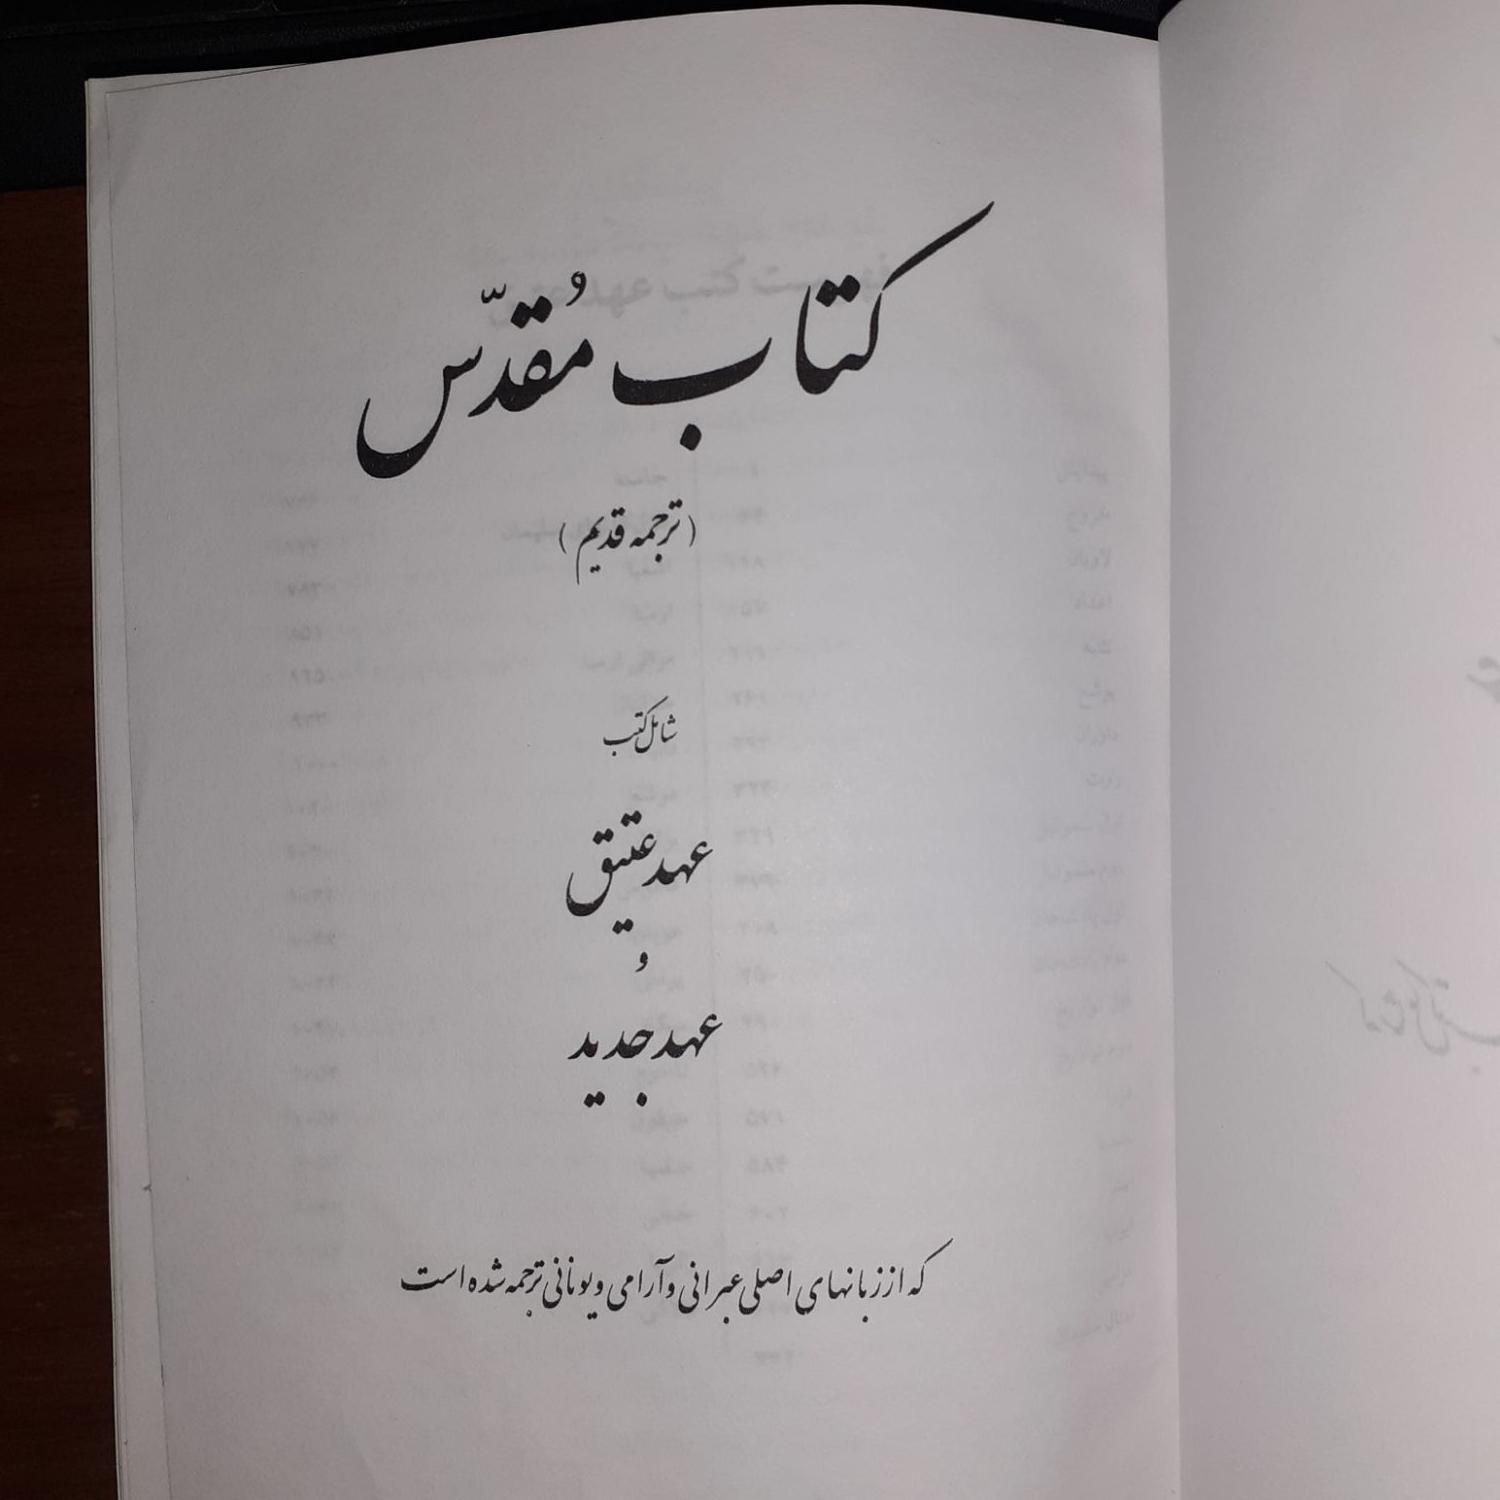 کتاب مُقدّس
(ترجمه قدیم)
شامل کتب
عهد عتیق
و
عهد جدید
که از زبانهای اصلی عبرانی و آرامی و یونانی ترجمه شده است